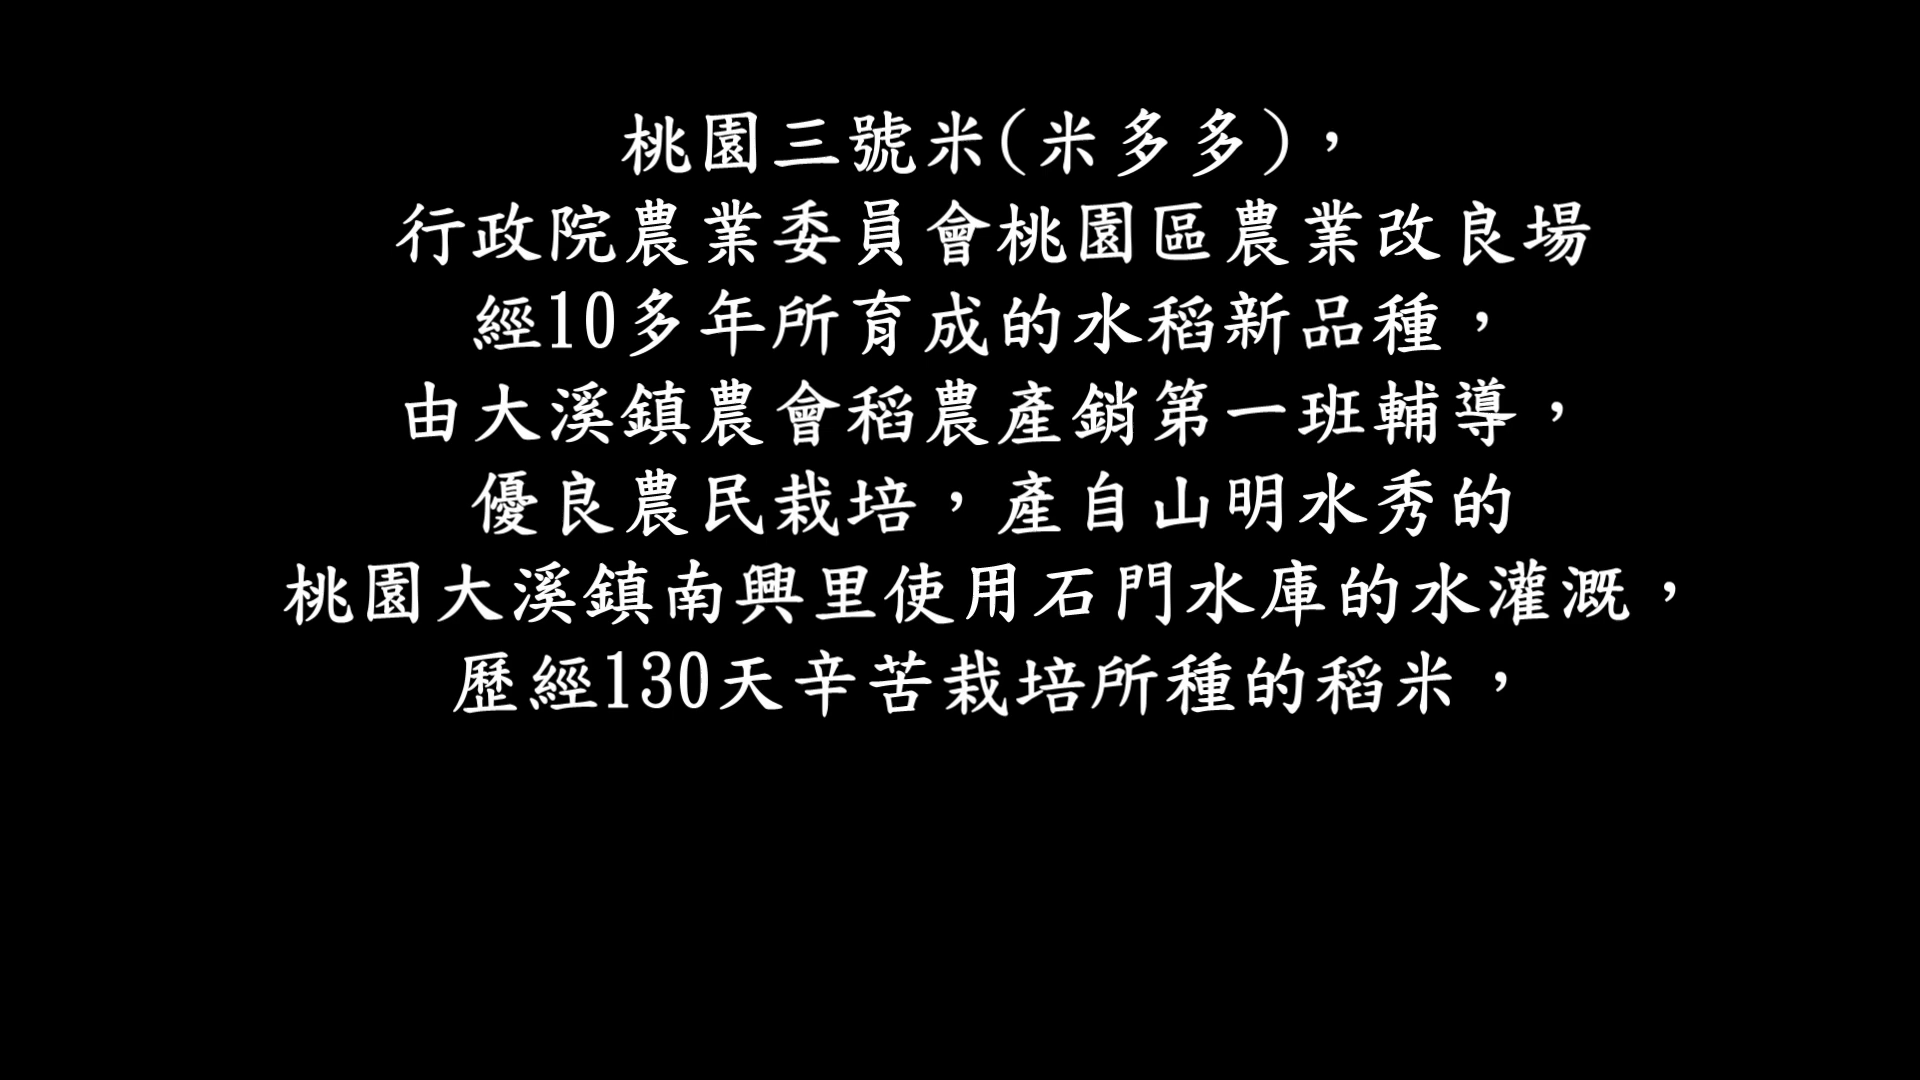 桃園三號米(米多多)，
行政院農業委員會桃園區農業改良場
經10多年所育成的水稻新品種，
由大溪鎮農會稻農產銷第一班輔導，
優良農民栽培，產自山明水秀的
桃園大溪鎮南興里使用石門水庫的水灌溉，
歷經130天辛苦栽培所種的稻米，